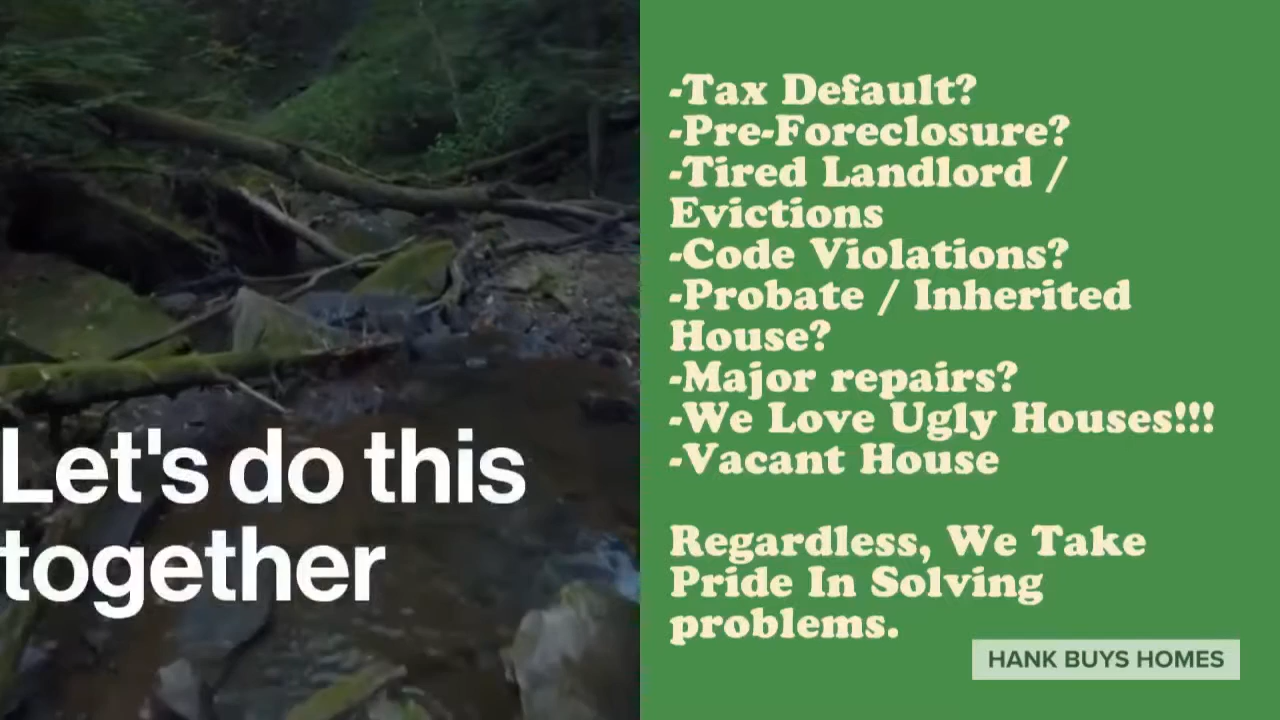 Let's do this
together
-Tax Default?
-Pre-Foreclosure?
-Tired Landlord /
Evictions
-Code Violations?
-Probate / Inherited
House?
-Major repairs?
-We Love Ugly Houses!!!
-Vacant House
Regardless, We Take
Pride In Solving
problems.
HANK BUYS HOMES